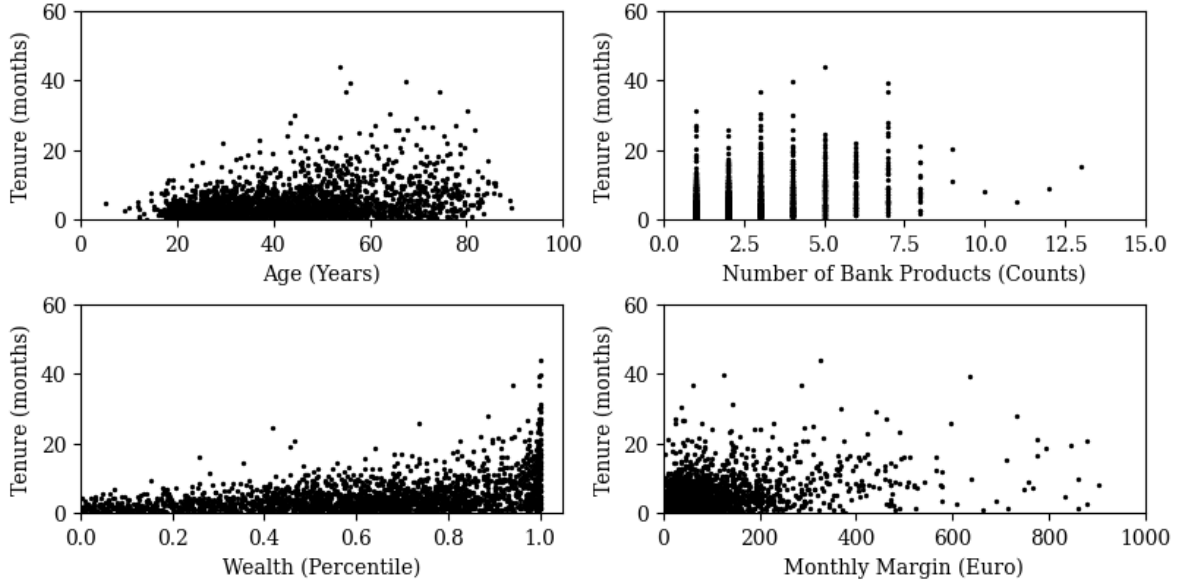 60
40
20
0
Tenure (months)
0 20 40 60 80 100
Age (Years)
60
40
20
0
Tenure (months)
0.0 2.5 5.0 7.5 10.0 12.5 15.0
Number of Bank Products (Counts)
60
40
20
0
Tenure (months)
0.0 0.2 0.4 0.6 0.8 1.0
Wealth (Percentile)
60
40
20
0
Tenure (months)
0 200 400 600 800 1000
Monthly Margin (Euro)